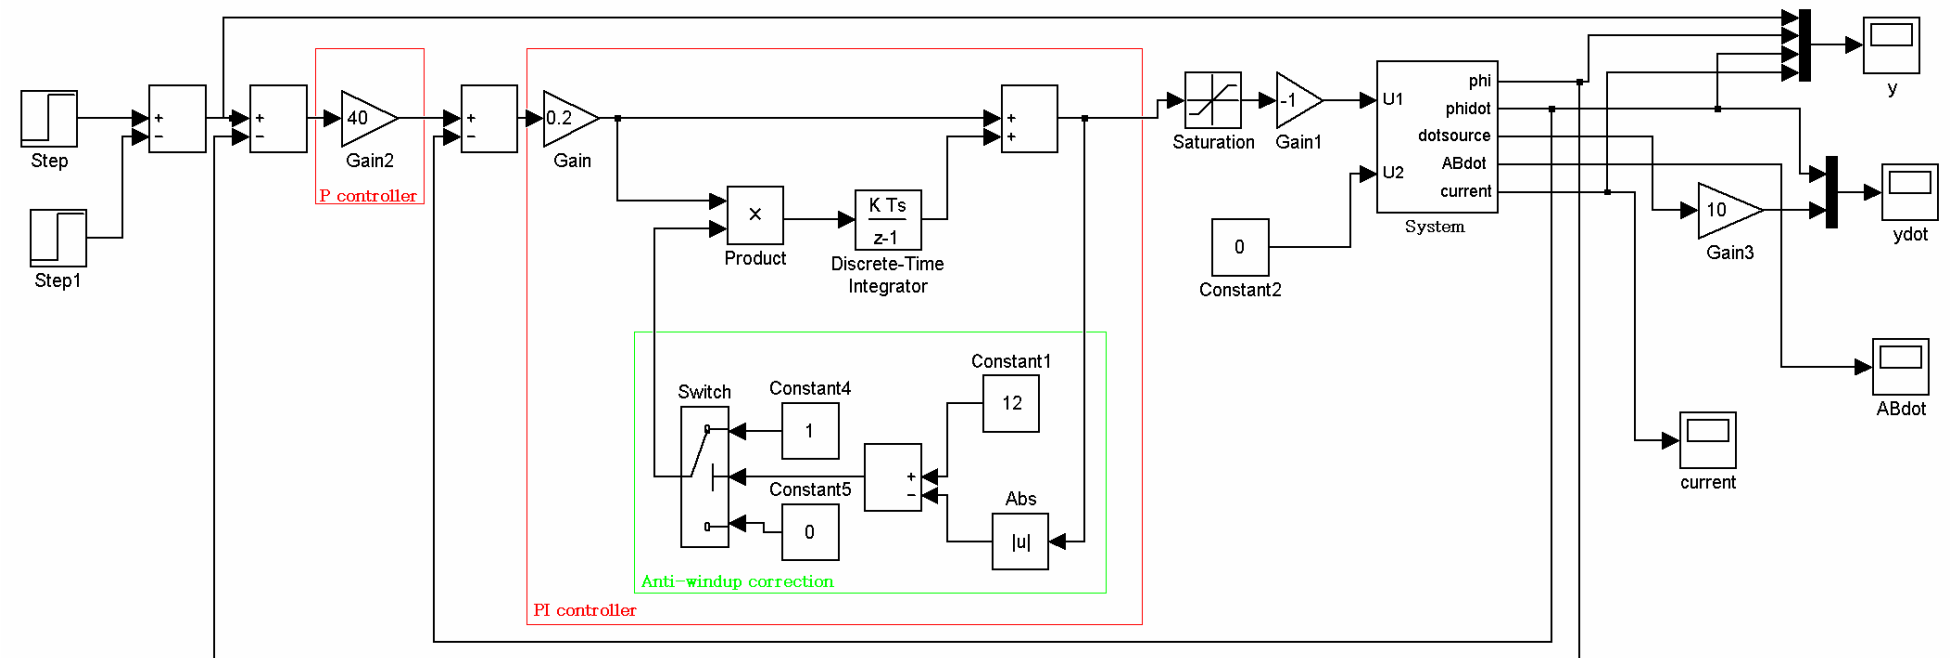 Step
Step1
+
−
+
−
40
Gain2
P controller
+
−
0.2
Gain
×
Product
K Ts
z-1
Discrete-Time
Integrator
+
+
Saturation
-1
Gain1
0
Constant2
U1
U2
phi
phidot
dotsource
ABdot
current
System
10
Gain3
y
ydot
ABdot
current
Switch
Constant4
1
Constant5
0
+
−
Constant1
12
Abs
|u|
Anti-windup correction
PI controller